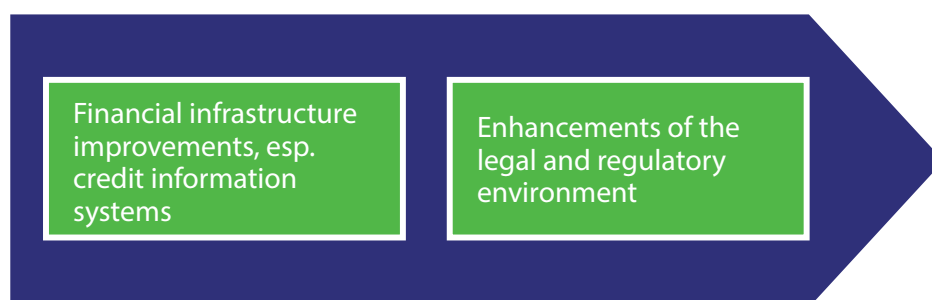 Financial infrastructure
improvements, esp.
credit information
systems
Enhancements of the
legal and regulatory
environment